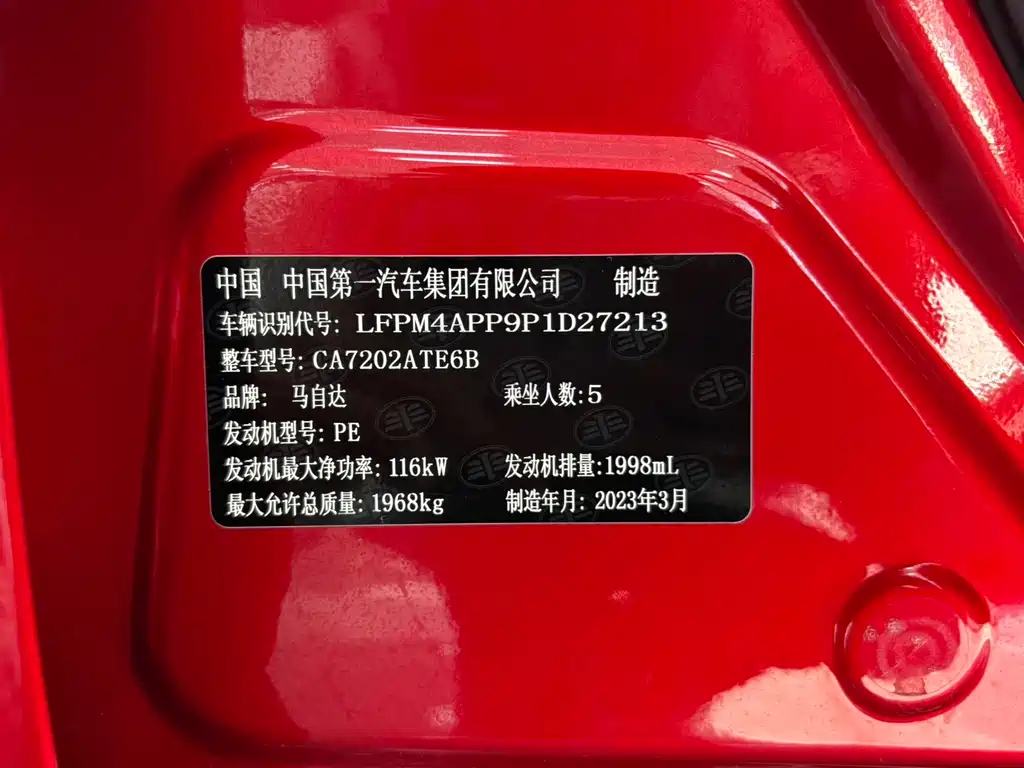 中国 中国第一汽车集团有限公司 制造
车辆识别代号: LFPM4APP9P1D27213
整车型号: CA7202ATE6B
品牌: 马自达 乘坐人数:5
发动机型号: PE
发动机最大净功率: 116kW 发动机排量:1998mL
最大允许总质量: 1968kg 制造年月: 2023年3月